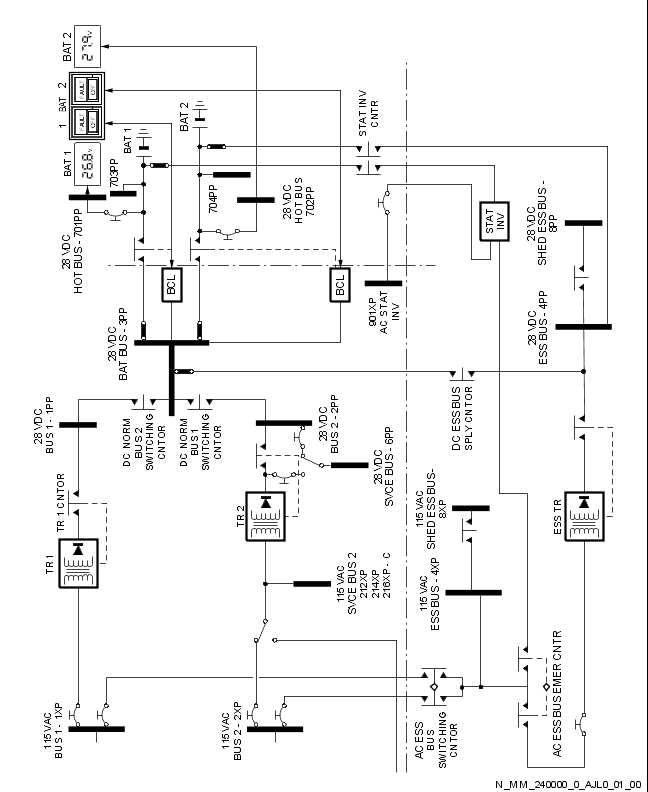 BAT 2
27.9V
BAT
1
2
FAULT
OFF
FAULT
OFF
BAT 1
26.8V
BAT 1
BAT 2
703PP
704PP
28 VDC
HOT BUS - 701PP
28 VDC
HOT BUS
702PP
STAT INV
CNTR
STAT
INV
28 VDC
SHED ESS BUS -
8PP
BCL
BCL
901XP
AC STAT
INV
28 VDC
BAT BUS - 3PP
28 VDC
ESS BUS - 4PP
28 VDC
BUS 1 - 1PP
DC NORM
BUS 2
SWITCHING
CNTOR
DC NORM
BUS 1
SWITCHING
CNTOR
28 VDC
BUS 2 - 2PP
28 VDC
SVCE BUS - 6PP
DC ESS BUS
SPLY CNTOR
TR 1 CNTOR
TR 1
TR 2
115 VAC
SHED ESS BUS-
8XP
ESS TR
115 VAC
SVCE BUS 2
212XP
214XP
216XP - C
115 VAC
ESS BUS - 4XP
115 VAC
BUS 1 - 1XP
115 VAC
BUS 2 - 2XP
AC ESS
BUS
SWITCHING
CNTOR
AC ESS BUS EMER CNTR
N_MM_240000_0_AJL0_01_00